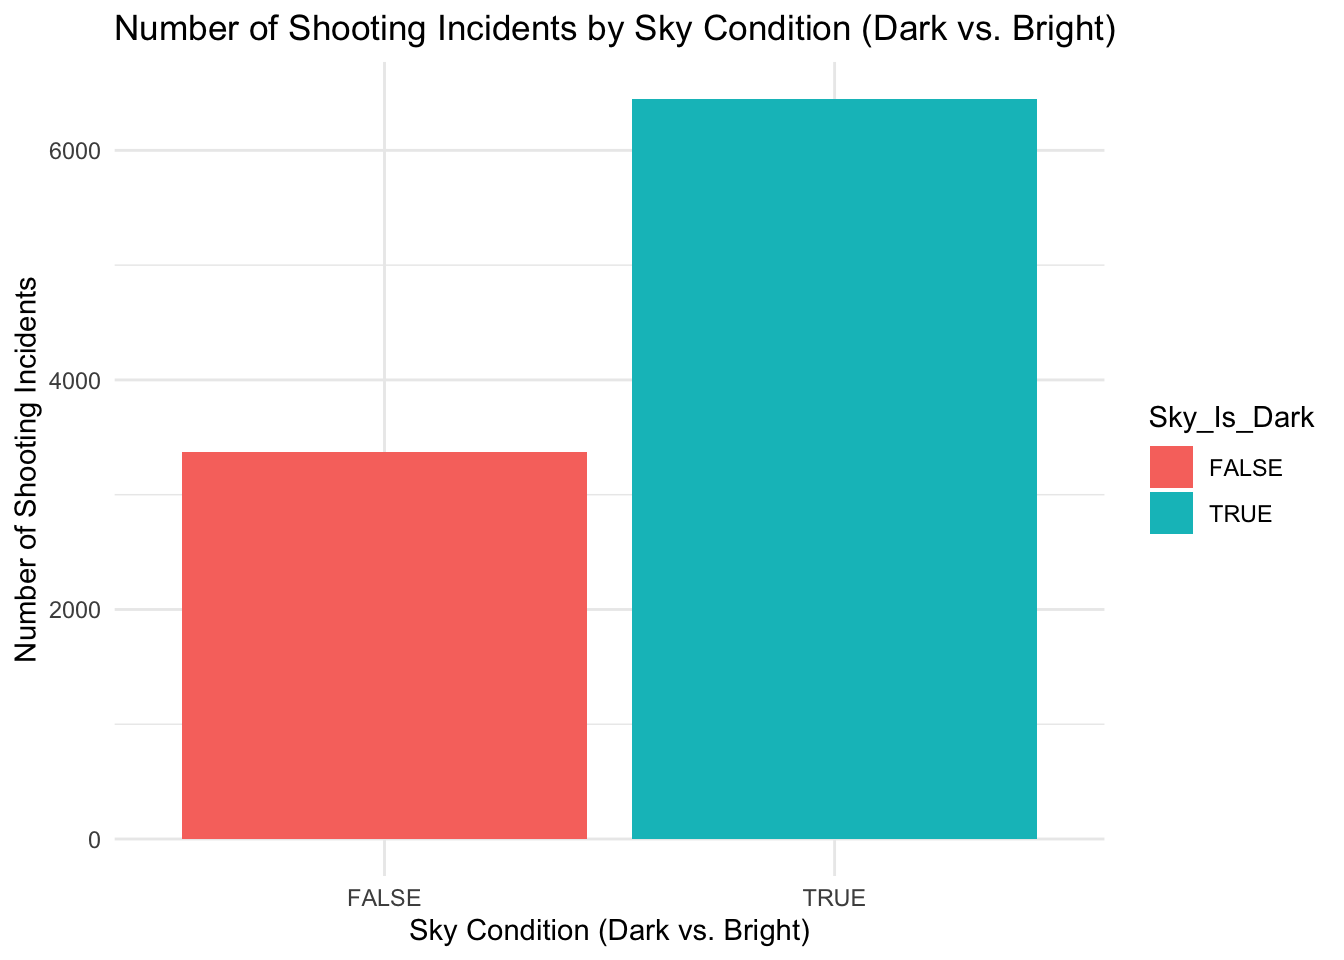 Number of Shooting Incidents by Sky Condition (Dark vs. Bright)
Number of Shooting Incidents
6000
4000
2000
0
FALSE
TRUE
Sky Condition (Dark vs. Bright)
Sky_Is_Dark
FALSE
TRUE